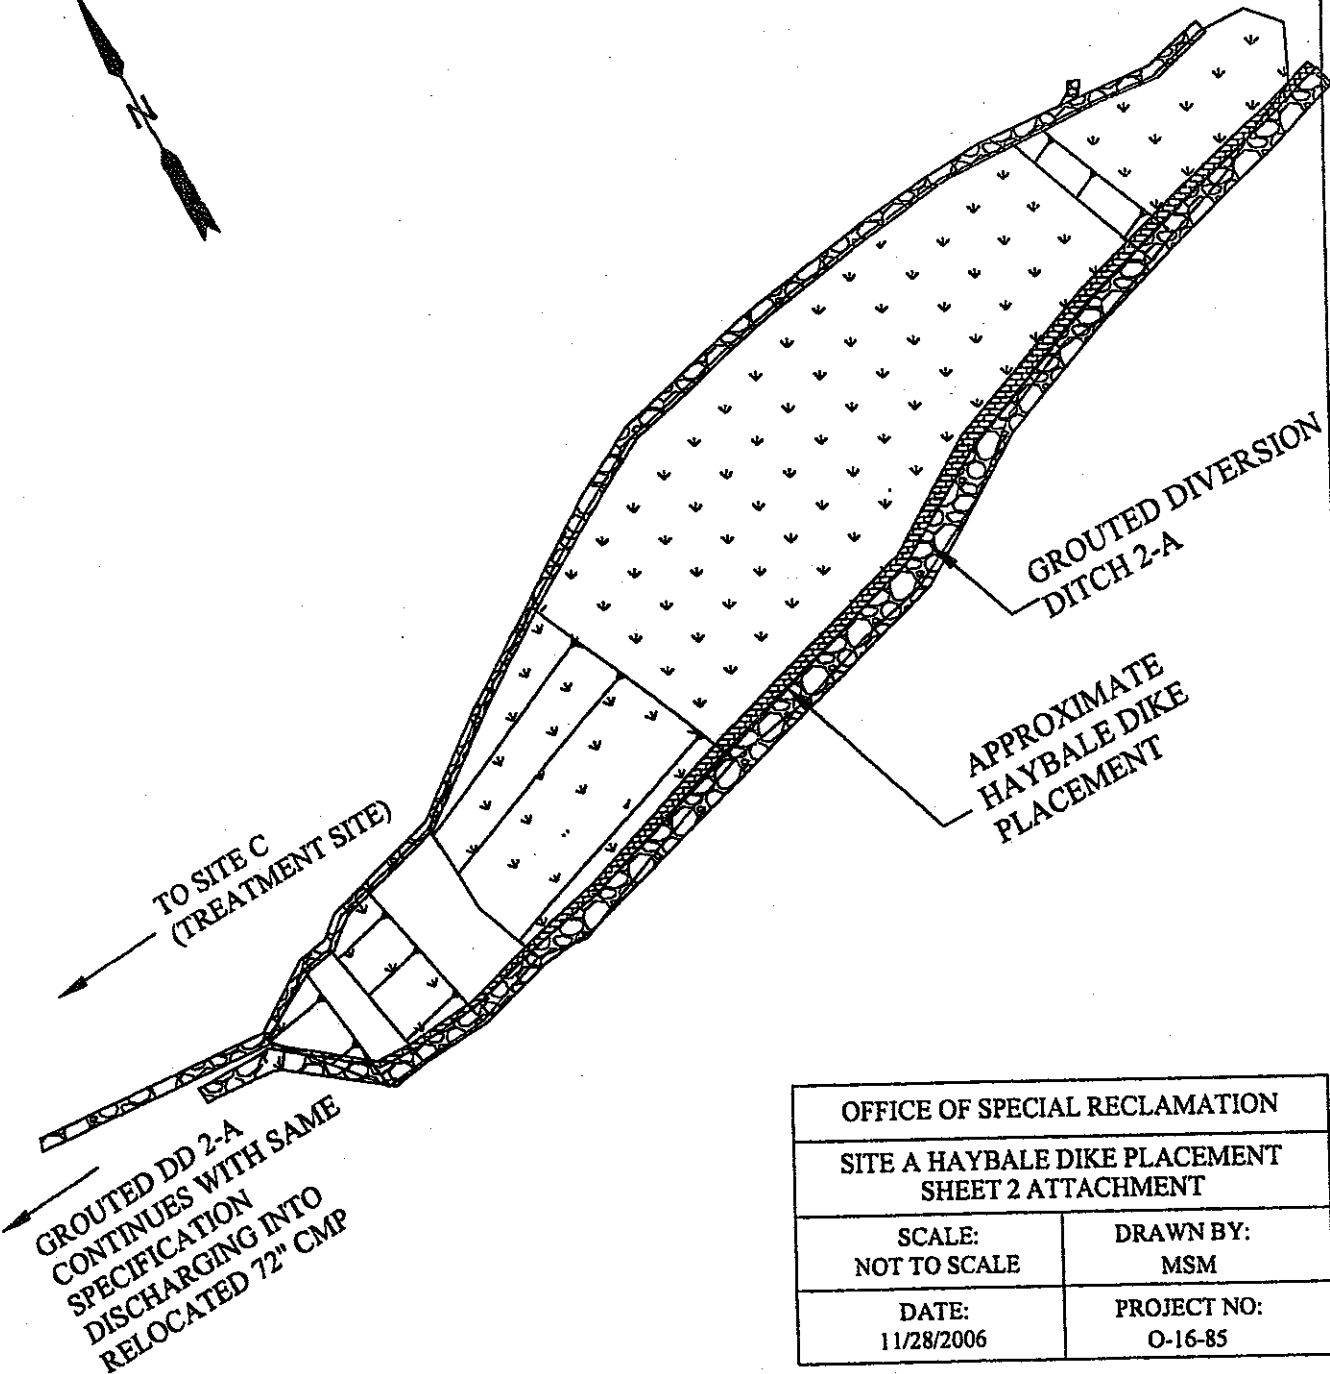 N
GROUTED DIVERSION
DITCH 2-A
APPROXIMATE
HAYBALE DIKE
PLACEMENT
TO SITE C
(TREATMENT SITE)
GROUTED DD 2-A
CONTINUES WITH SAME
SPECIFICATION
DISCHARGING INTO
RELOCATED 72" CMP
OFFICE OF SPECIAL RECLAMATION
SITE A HAYBALE DIKE PLACEMENT
SHEET 2 ATTACHMENT
SCALE:
NOT TO SCALE
DRAWN BY:
MSM
DATE:
11/28/2006
PROJECT NO:
O-16-85